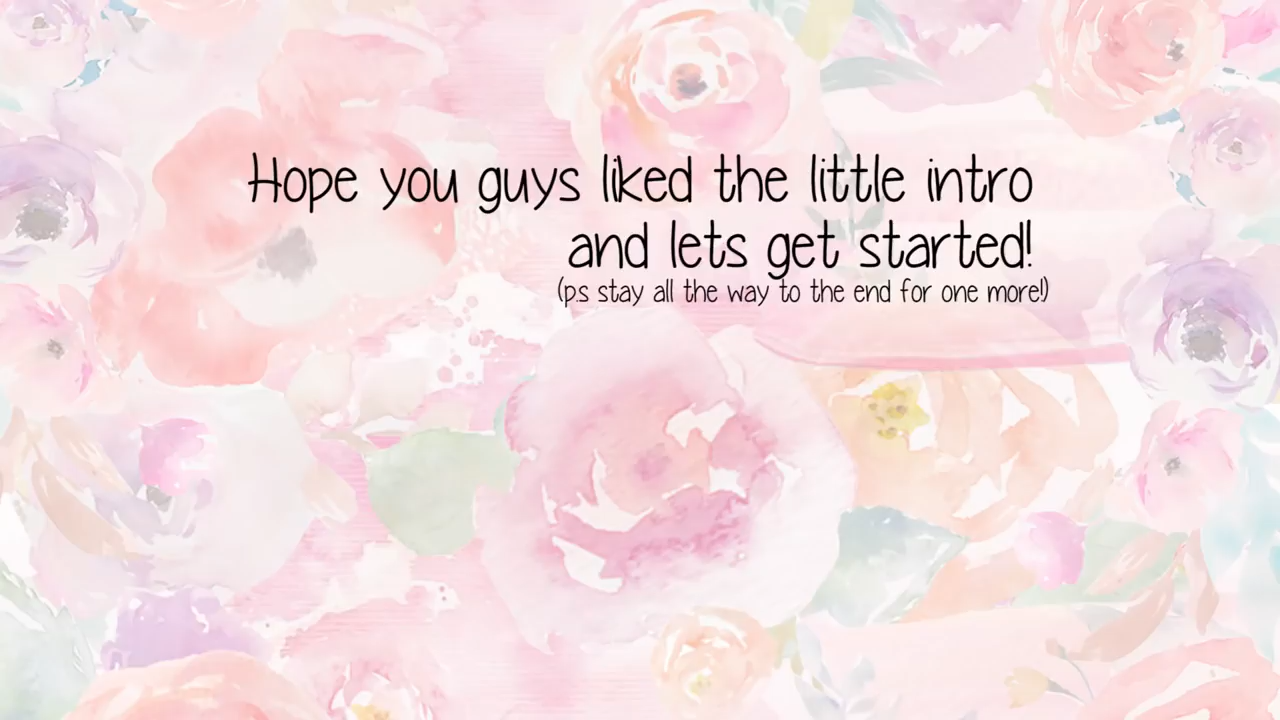 Hope you guys liked the little intro
and lets get started!
(p.s stay all the way to the end for one more!)